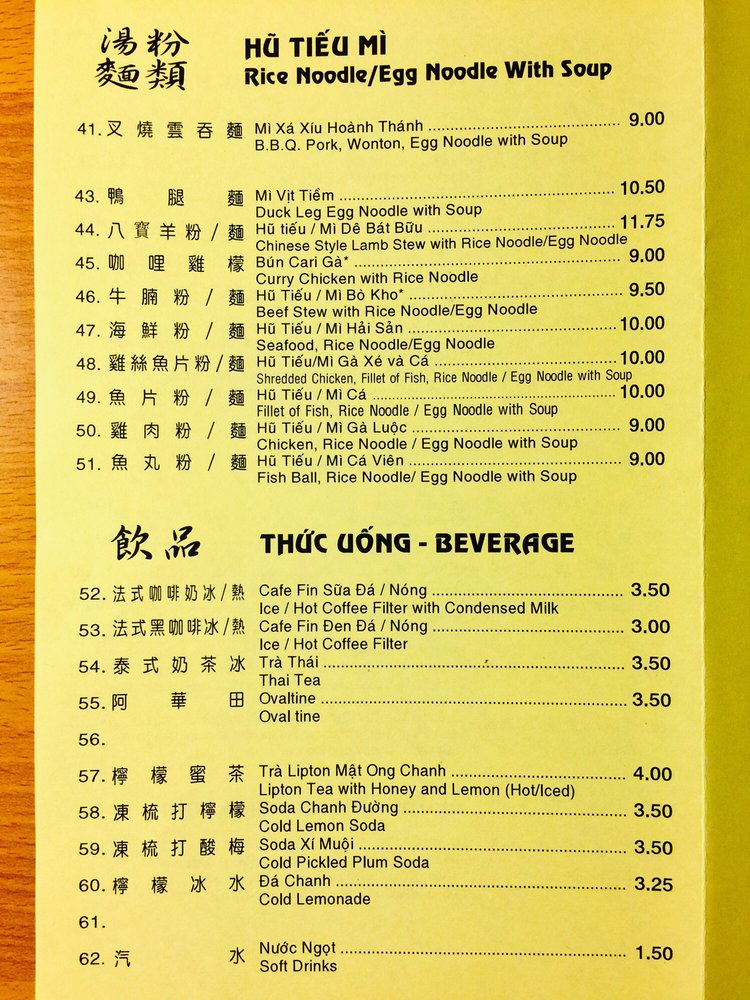 湯粉 HŨ TIẾU MÌ
麵類 Rice Noodle/Egg Noodle With Soup
41. 叉燒雲吞麵 Mì Xá Xíu Hoành Thánh 9.00
B.B.Q. Pork, Wonton, Egg Noodle with Soup
43. 鴨腿麵 Mì Vịt Tiềm 10.50
Duck Leg Egg Noodle with Soup
44. 八寶羊粉/麵 Hũ tiếu / Mì Dê Bát Bữu 11.75
Chinese Style Lamb Stew with Rice Noodle/Egg Noodle
45. 咖哩雞檬 Bún Cari Gà* 9.00
Curry Chicken with Rice Noodle
46. 牛腩粉/麵 Hũ Tiếu / Mì Bò Kho* 9.50
Beef Stew with Rice Noodle/Egg Noodle
47. 海鮮粉/麵 Hũ Tiếu / Mì Hải Sản 10.00
Seafood, Rice Noodle/Egg Noodle
48. 雞絲魚片粉/麵 Hũ Tiếu/Mì Gà Xé và Cá 10.00
Shredded Chicken, Fillet of Fish, Rice Noodle / Egg Noodle with Soup
49. 魚片粉/麵 Hũ Tiếu / Mì Cá 10.00
Fillet of Fish, Rice Noodle / Egg Noodle with Soup
50. 雞肉粉/麵 Hũ Tiếu / Mì Gà Luộc 9.00
Chicken, Rice Noodle / Egg Noodle with Soup
51. 魚丸粉/麵 Hũ Tiếu / Mì Cá Viên 9.00
Fish Ball, Rice Noodle/ Egg Noodle with Soup
飲品 THỨC UỐNG - BEVERAGE
52. 法式咖啡奶冰/熱 Cafe Fin Sữa Đá / Nóng 3.50
Ice / Hot Coffee Filter with Condensed Milk
53. 法式黑咖啡冰/熱 Cafe Fin Đen Đá / Nóng 3.00
Ice / Hot Coffee Filter
54. 泰式奶茶冰 Trà Thái 3.50
Thai Tea
55. 阿華田 Ovaltine 3.50
Oval tine
56.
57. 檸檬蜜茶 Trà Lipton Mật Ong Chanh 4.00
Lipton Tea with Honey and Lemon (Hot/Iced)
58. 凍梳打檸檬 Soda Chanh Đường 3.50
Cold Lemon Soda
59. 凍梳打酸梅 Soda Xí Muội 3.50
Cold Pickled Plum Soda
60. 檸檬冰水 Đá Chanh 3.25
Cold Lemonade
61.
62. 汽水 Nước Ngọt 1.50
Soft Drinks